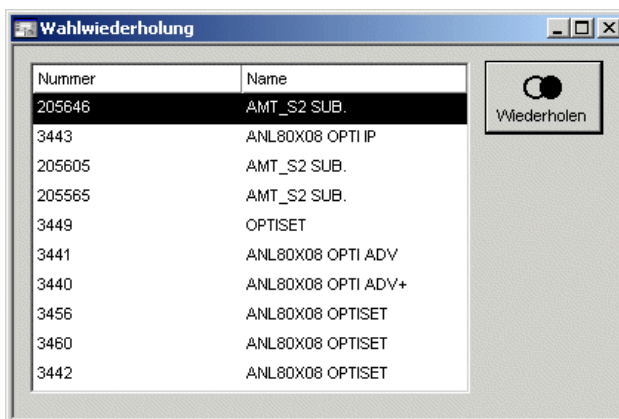 Wahlwiederholung
Nummer Name
205646 AMT_S2 SUB.
3443 ANL80X08 OPTI IP
205605 AMT_S2 SUB.
205565 AMT_S2 SUB.
3449 OPTISET
3441 ANL80X08 OPTI ADV
3440 ANL80X08 OPTI ADV+
3456 ANL80X08 OPTISET
3460 ANL80X08 OPTISET
3442 ANL80X08 OPTISET
Wiederholen